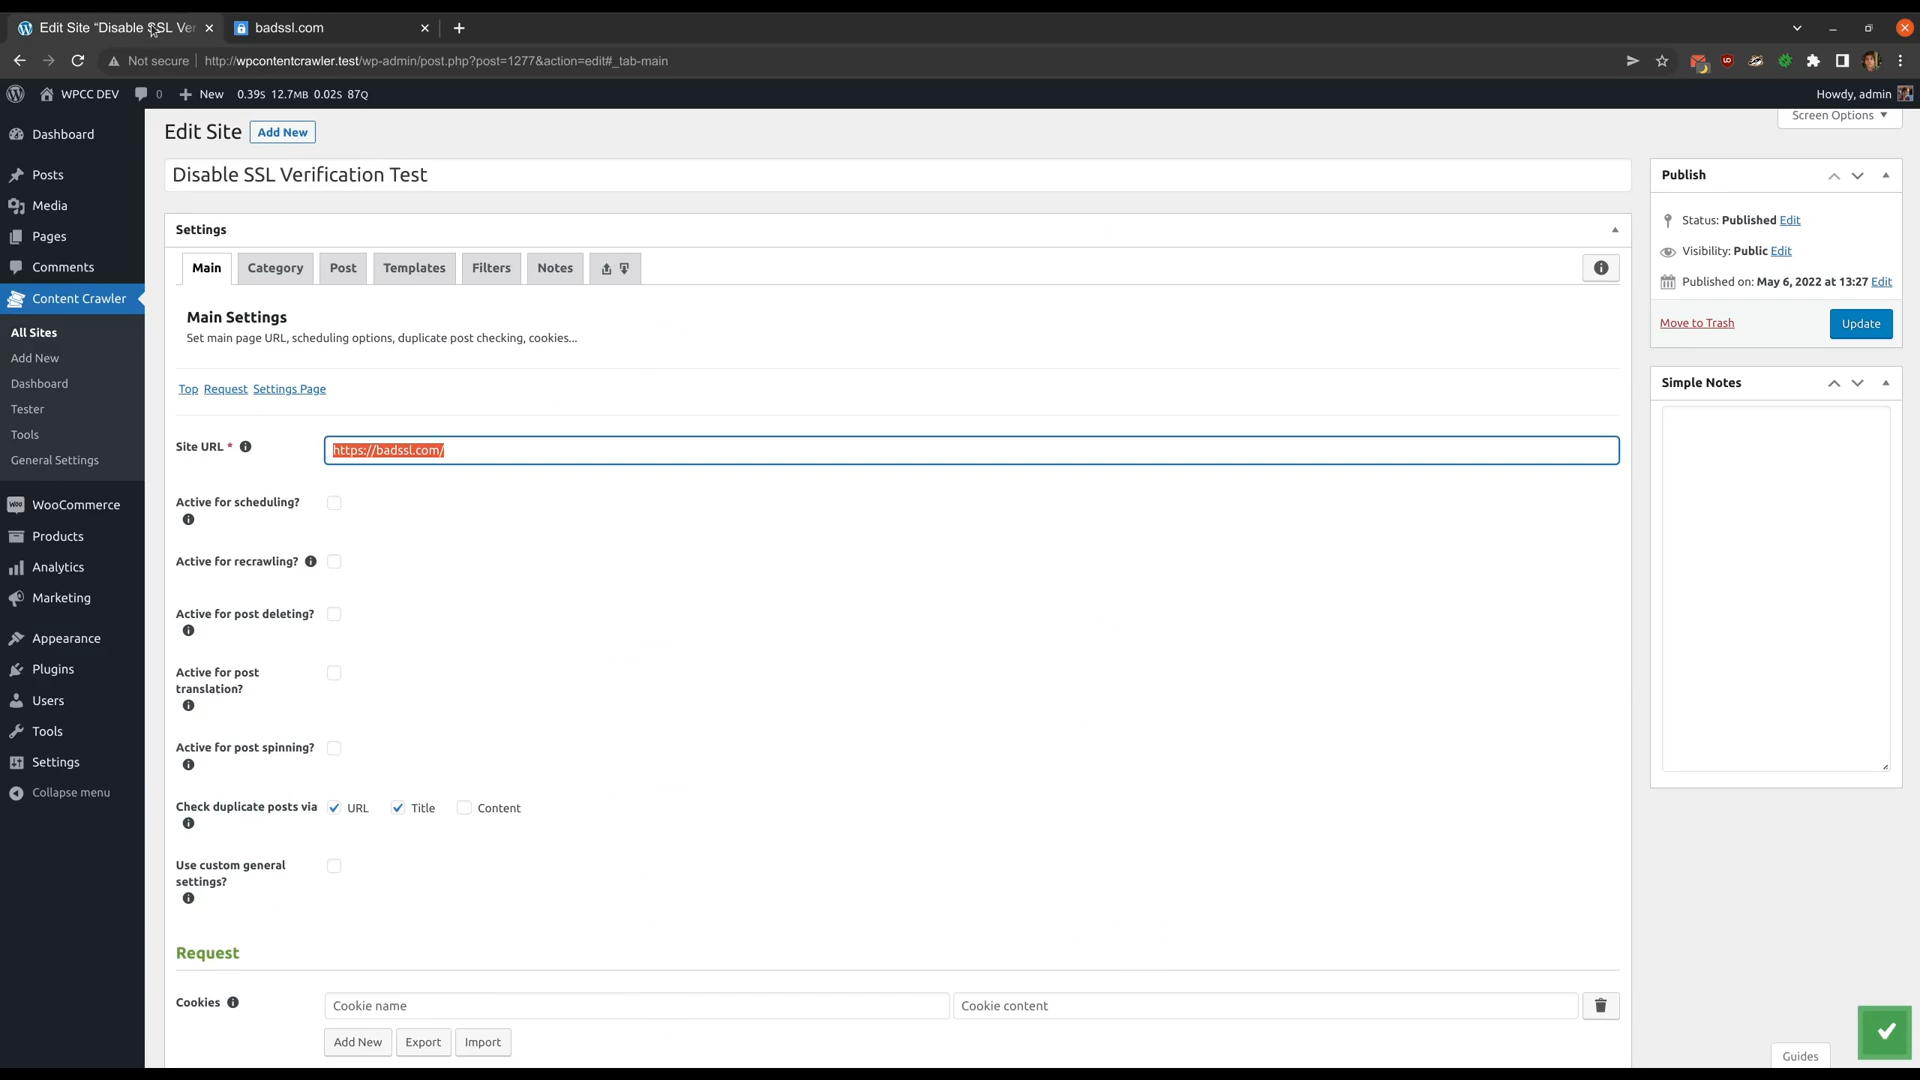 Edit Site “Disable SSL Ver
badssl.com
Not secure
http://wpcontentcrawler.test/wp-admin/post.php?post=1277&action=edit#_tab-main
WPCC DEV
0
New
0.39S 12.7MB 0.02S 87Q
Howdy, admin
Dashboard
Posts
Media
Pages
Comments
Content Crawler
All Sites
Add New
Dashboard
Tester
Tools
General Settings
WooCommerce
Products
Analytics
Marketing
Appearance
Plugins
Users
Tools
Settings
Collapse menu
Edit Site
Add New
Screen Options
Disable SSL Verification Test
Settings
Main
Category
Post
Templates
Filters
Notes
Main Settings
Set main page URL, scheduling options, duplicate post checking, cookies...
Top Request Settings Page
Site URL *
https://badssl.com/
Active for scheduling?
Active for recrawling?
Active for post deleting?
Active for post
translation?
Active for post spinning?
Check duplicate posts via
URL
Title
Content
Use custom general
settings?
Request
Cookies
Cookie name
Cookie content
Add New
Export
Import
Publish
Status: Published Edit
Visibility: Public Edit
Published on: May 6, 2022 at 13:27 Edit
Move to Trash
Update
Simple Notes
Guides